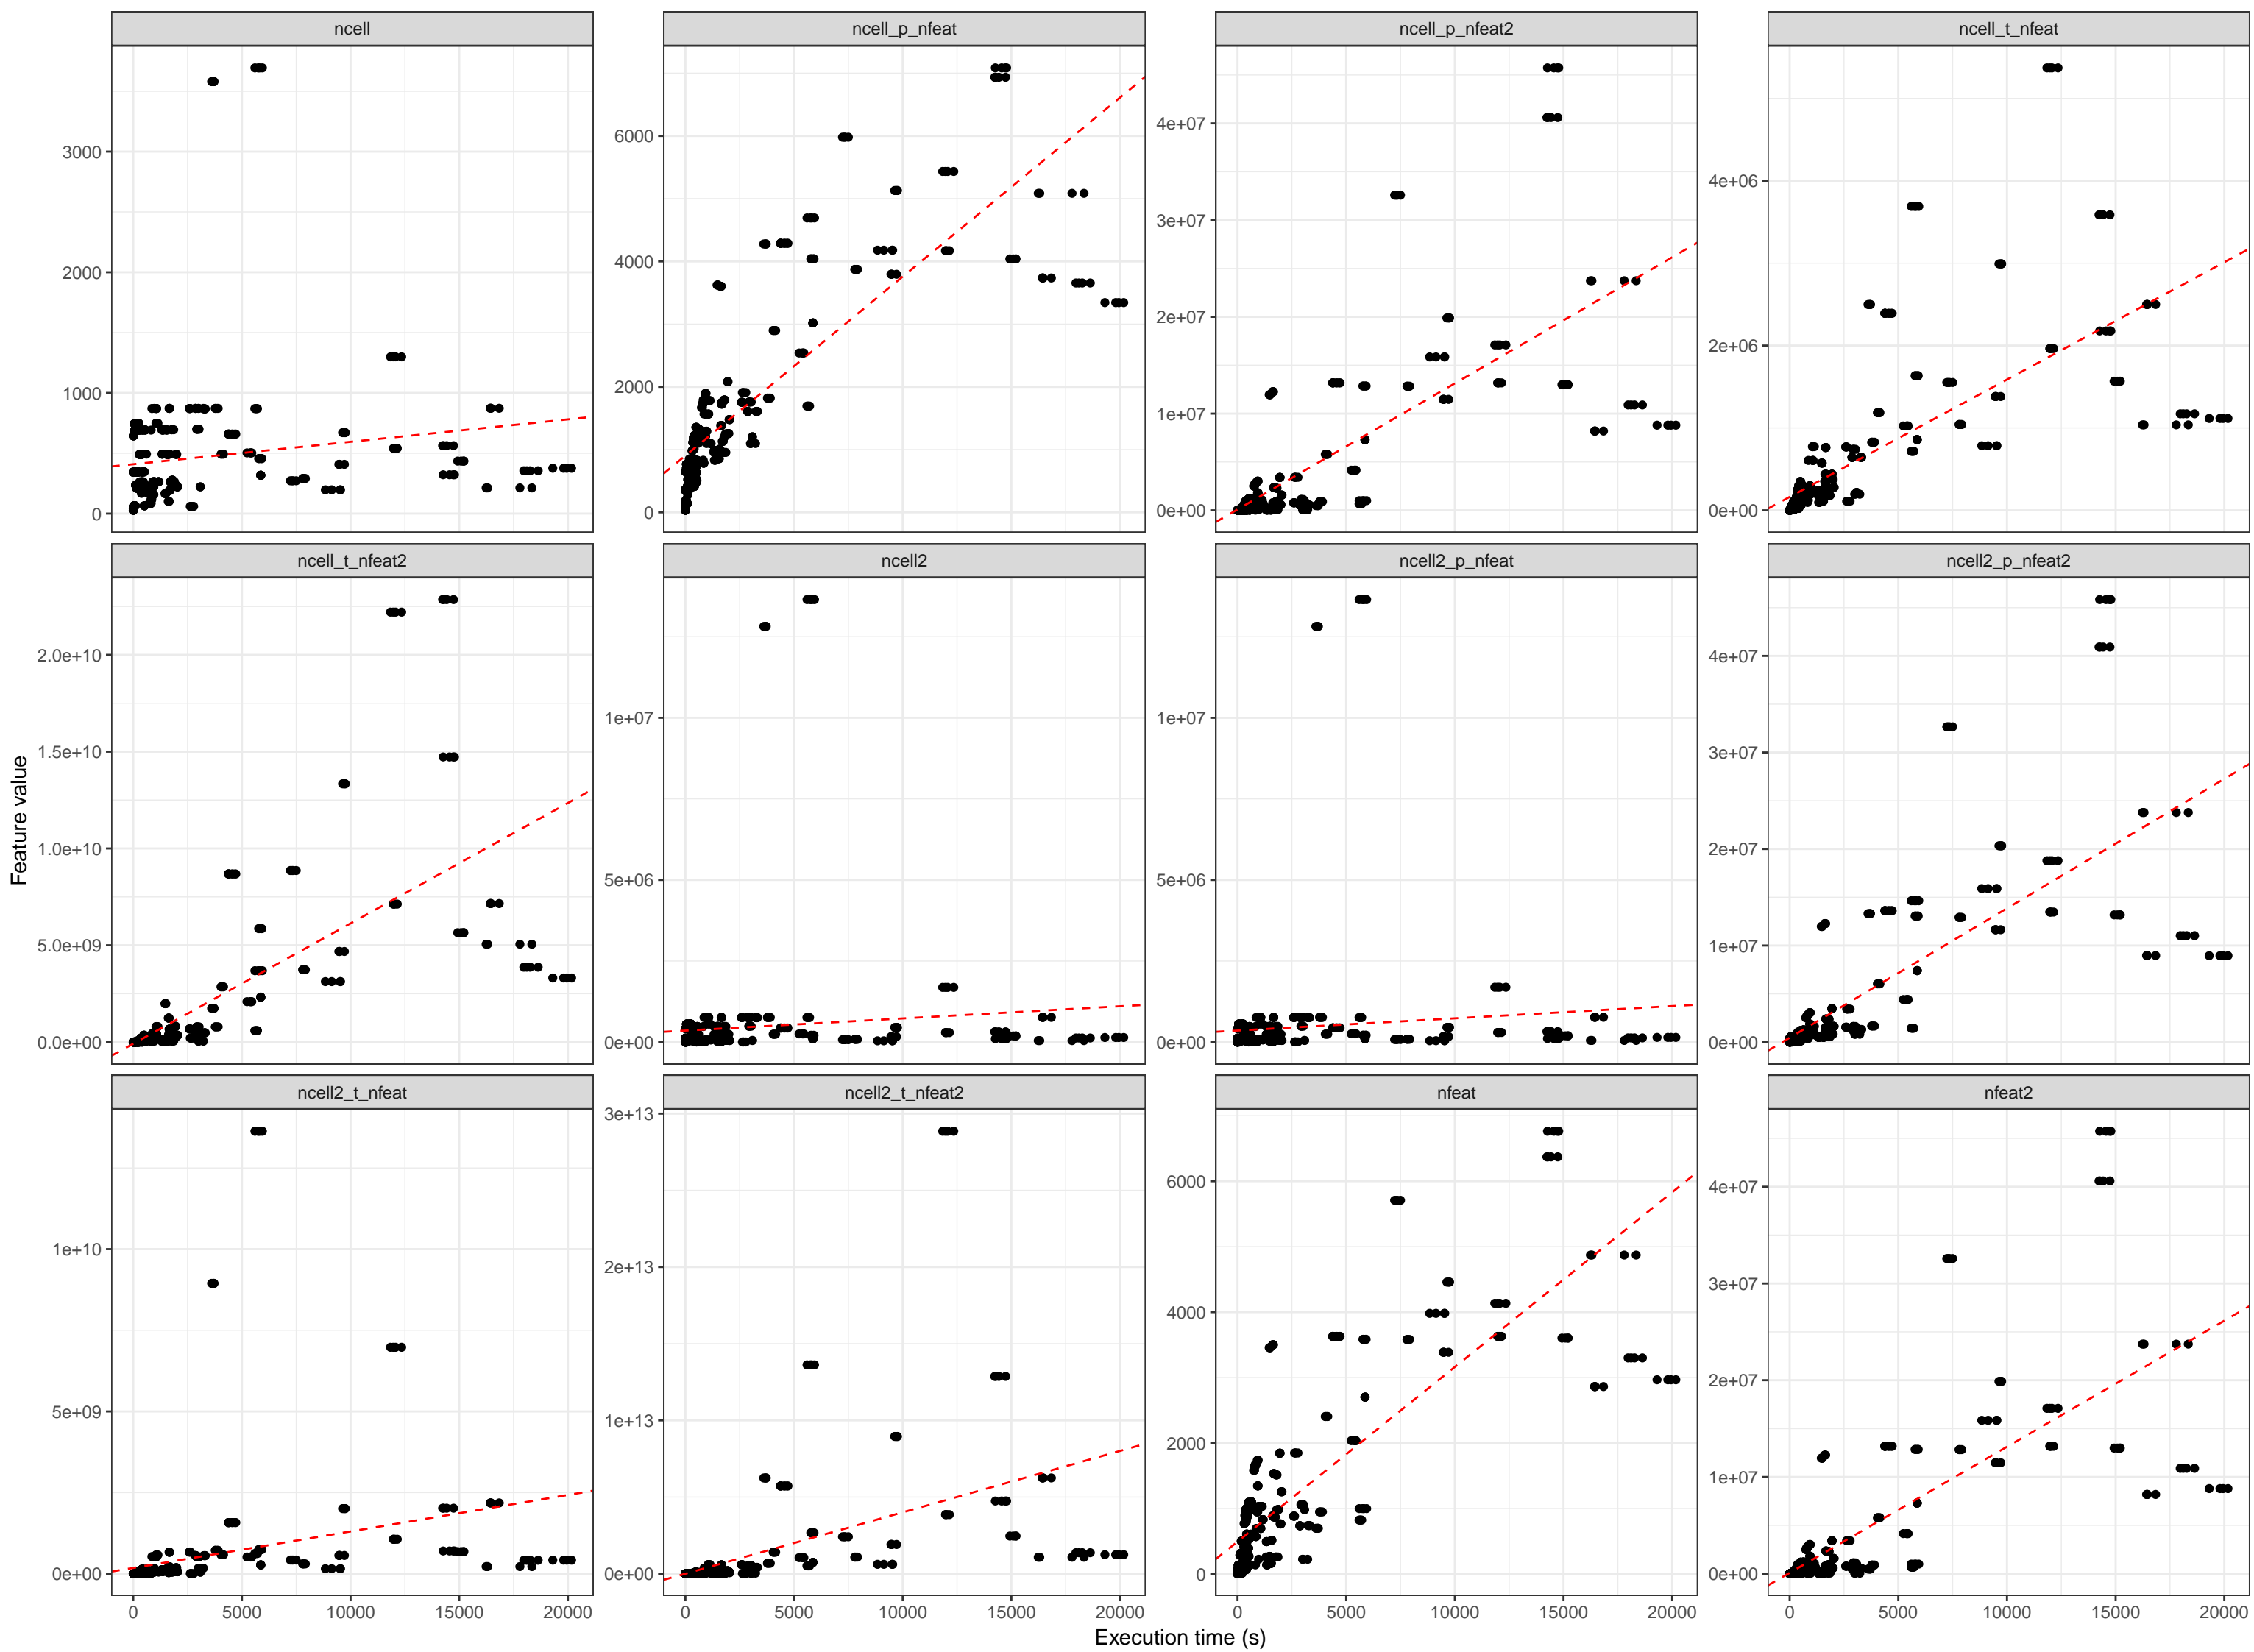 ncell
ncell_p_nfeat
ncell_p_nfeat2
ncell_t_nfeat
3000
2000
1000
0
6000
4000
2000
0
4e+07
3e+07
2e+07
1e+07
0e+00
4e+06
2e+06
0e+00
ncell_t_nfeat2
ncell2
ncell2_p_nfeat
ncell2_p_nfeat2
Feature value
2.0e+10
1.5e+10
1.0e+10
5.0e+09
0.0e+00
1e+07
5e+06
0e+00
1e+07
5e+06
0e+00
4e+07
3e+07
2e+07
1e+07
0e+00
ncell2_t_nfeat
ncell2_t_nfeat2
nfeat
nfeat2
1e+10
5e+09
0e+00
3e+13
2e+13
1e+13
0e+00
6000
4000
2000
0
4e+07
3e+07
2e+07
1e+07
0e+00
0 5000 10000 15000 20000
0 5000 10000 15000 20000
0 5000 10000 15000 20000
0 5000 10000 15000 20000
Execution time (s)